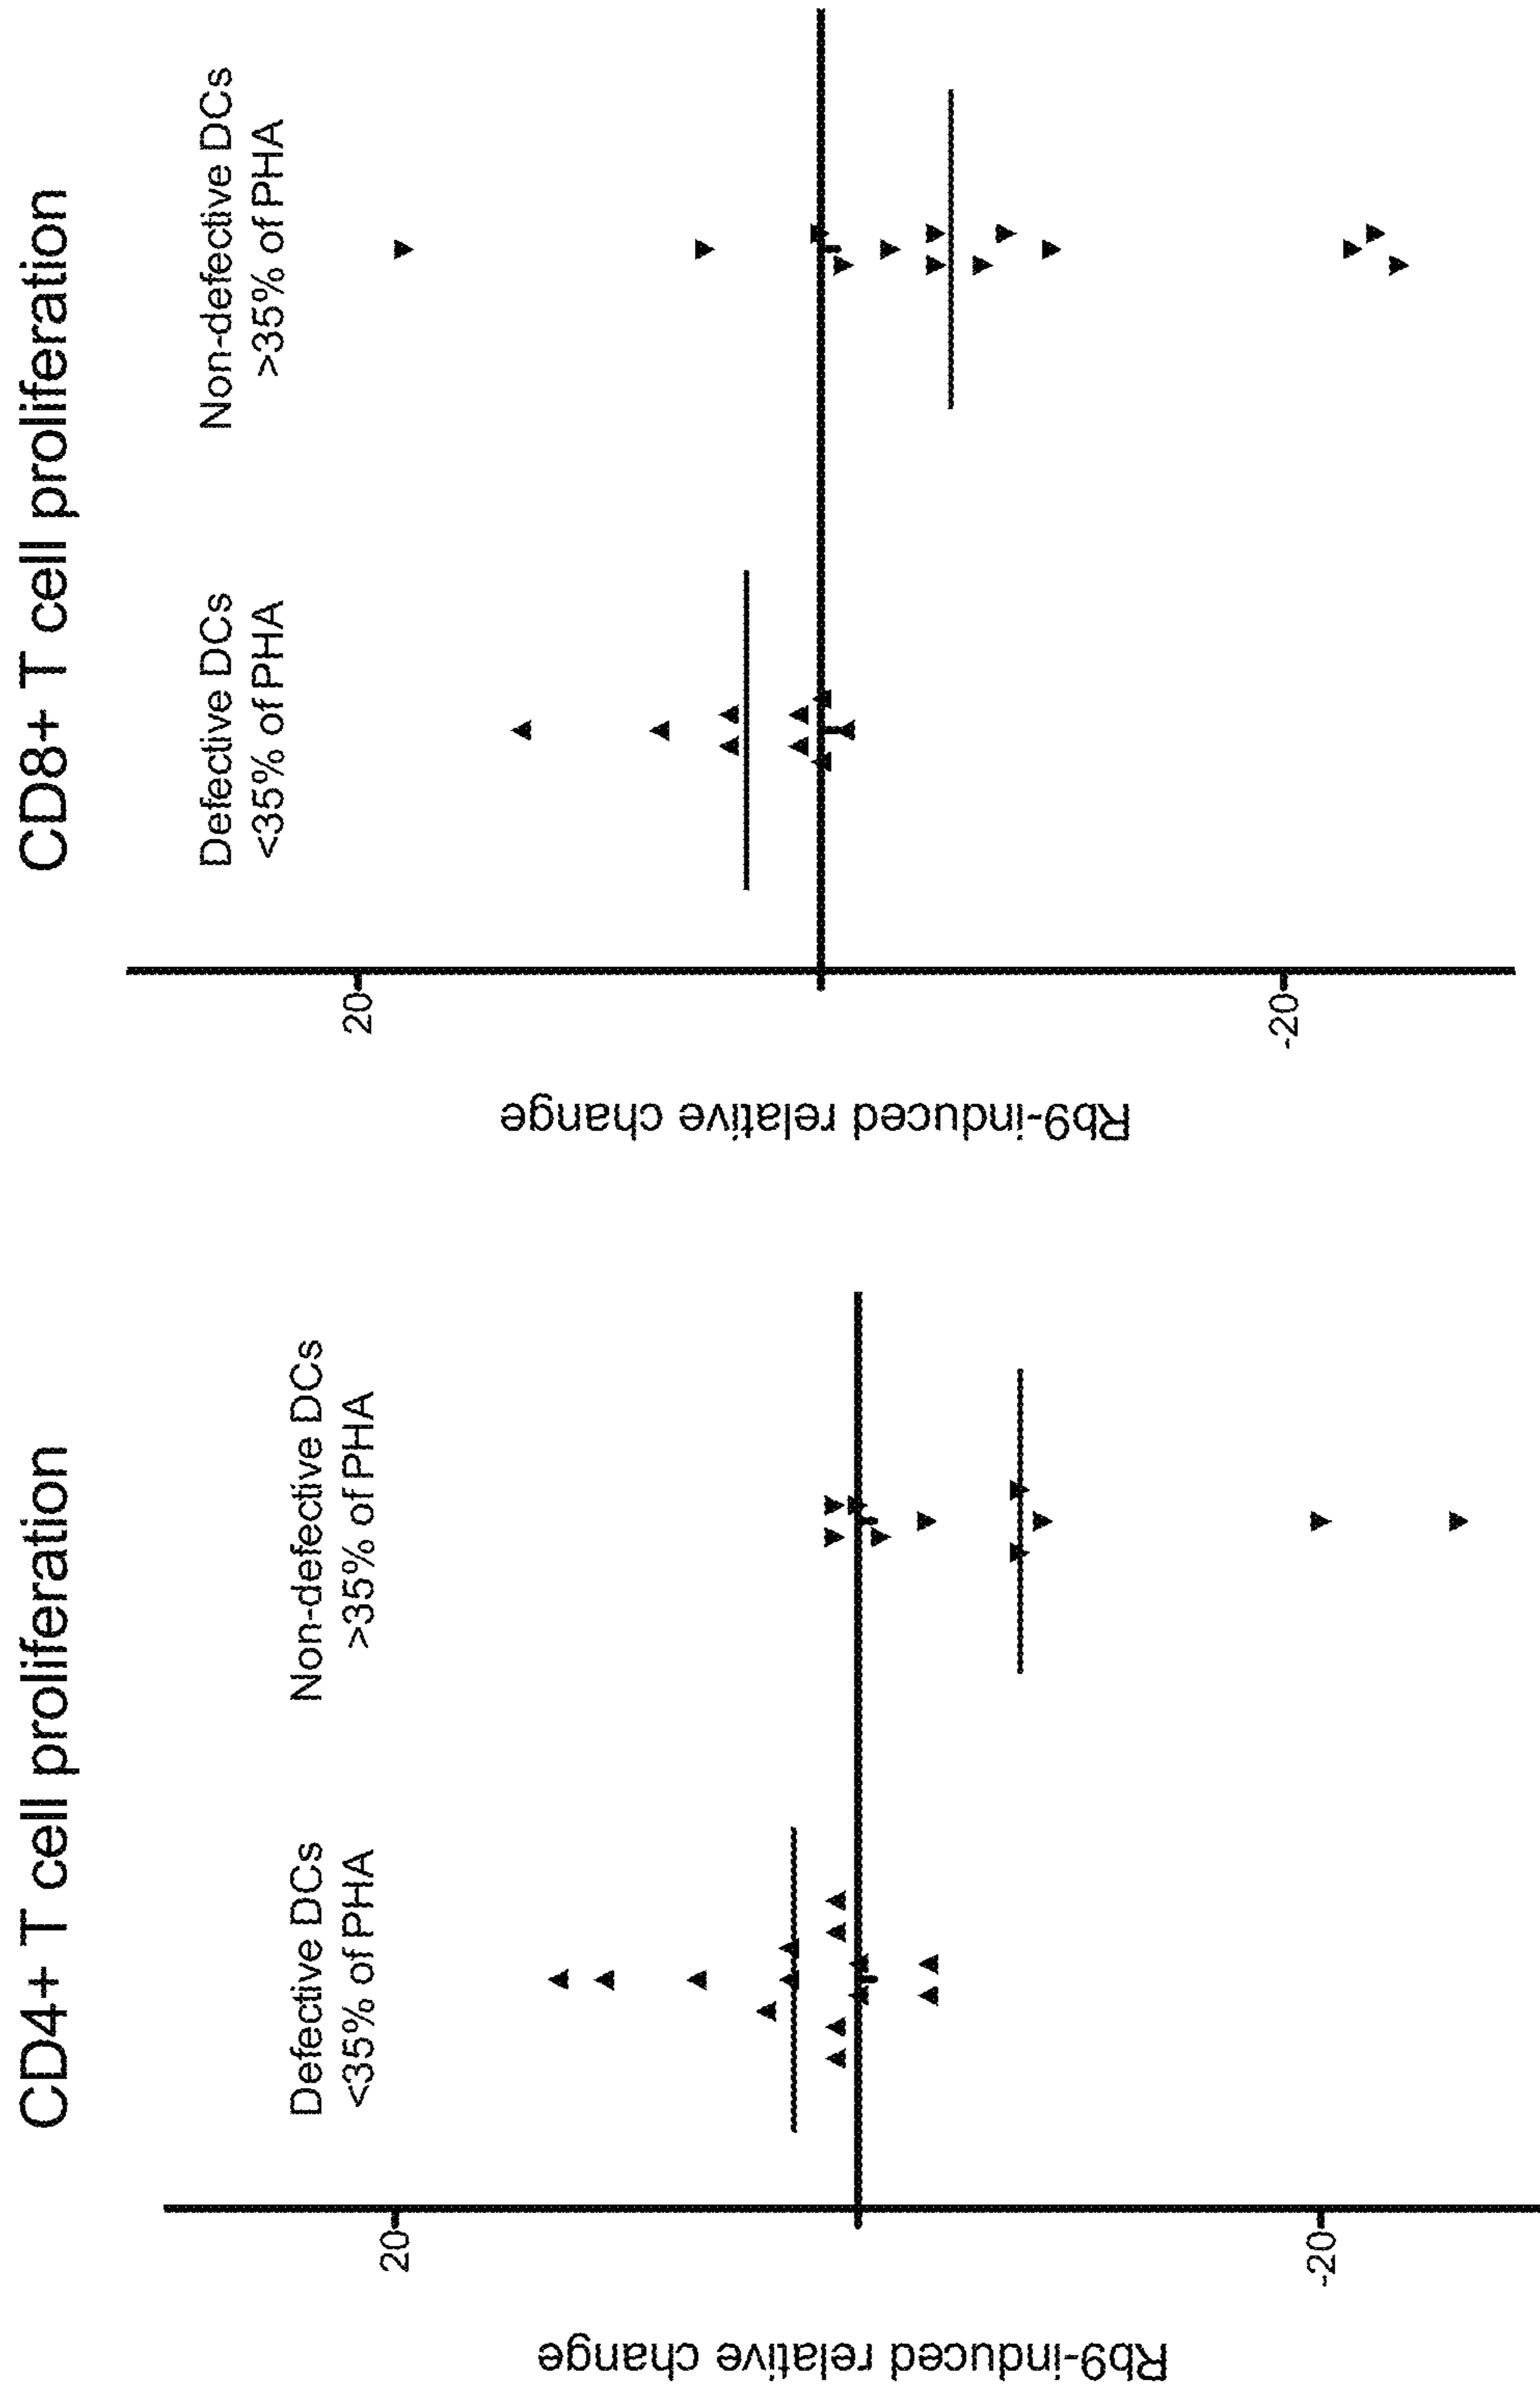 CD4+ T cell proliferation
Defective DCs
<35% of PHA
Non-defective DCs
>35% of PHA
20
-20
Rb9-induced relative change
CD8+ T cell proliferation
Defective DCs
<35% of PHA
Non-defective DCs
>35% of PHA
20
-20
Rb9-induced relative change